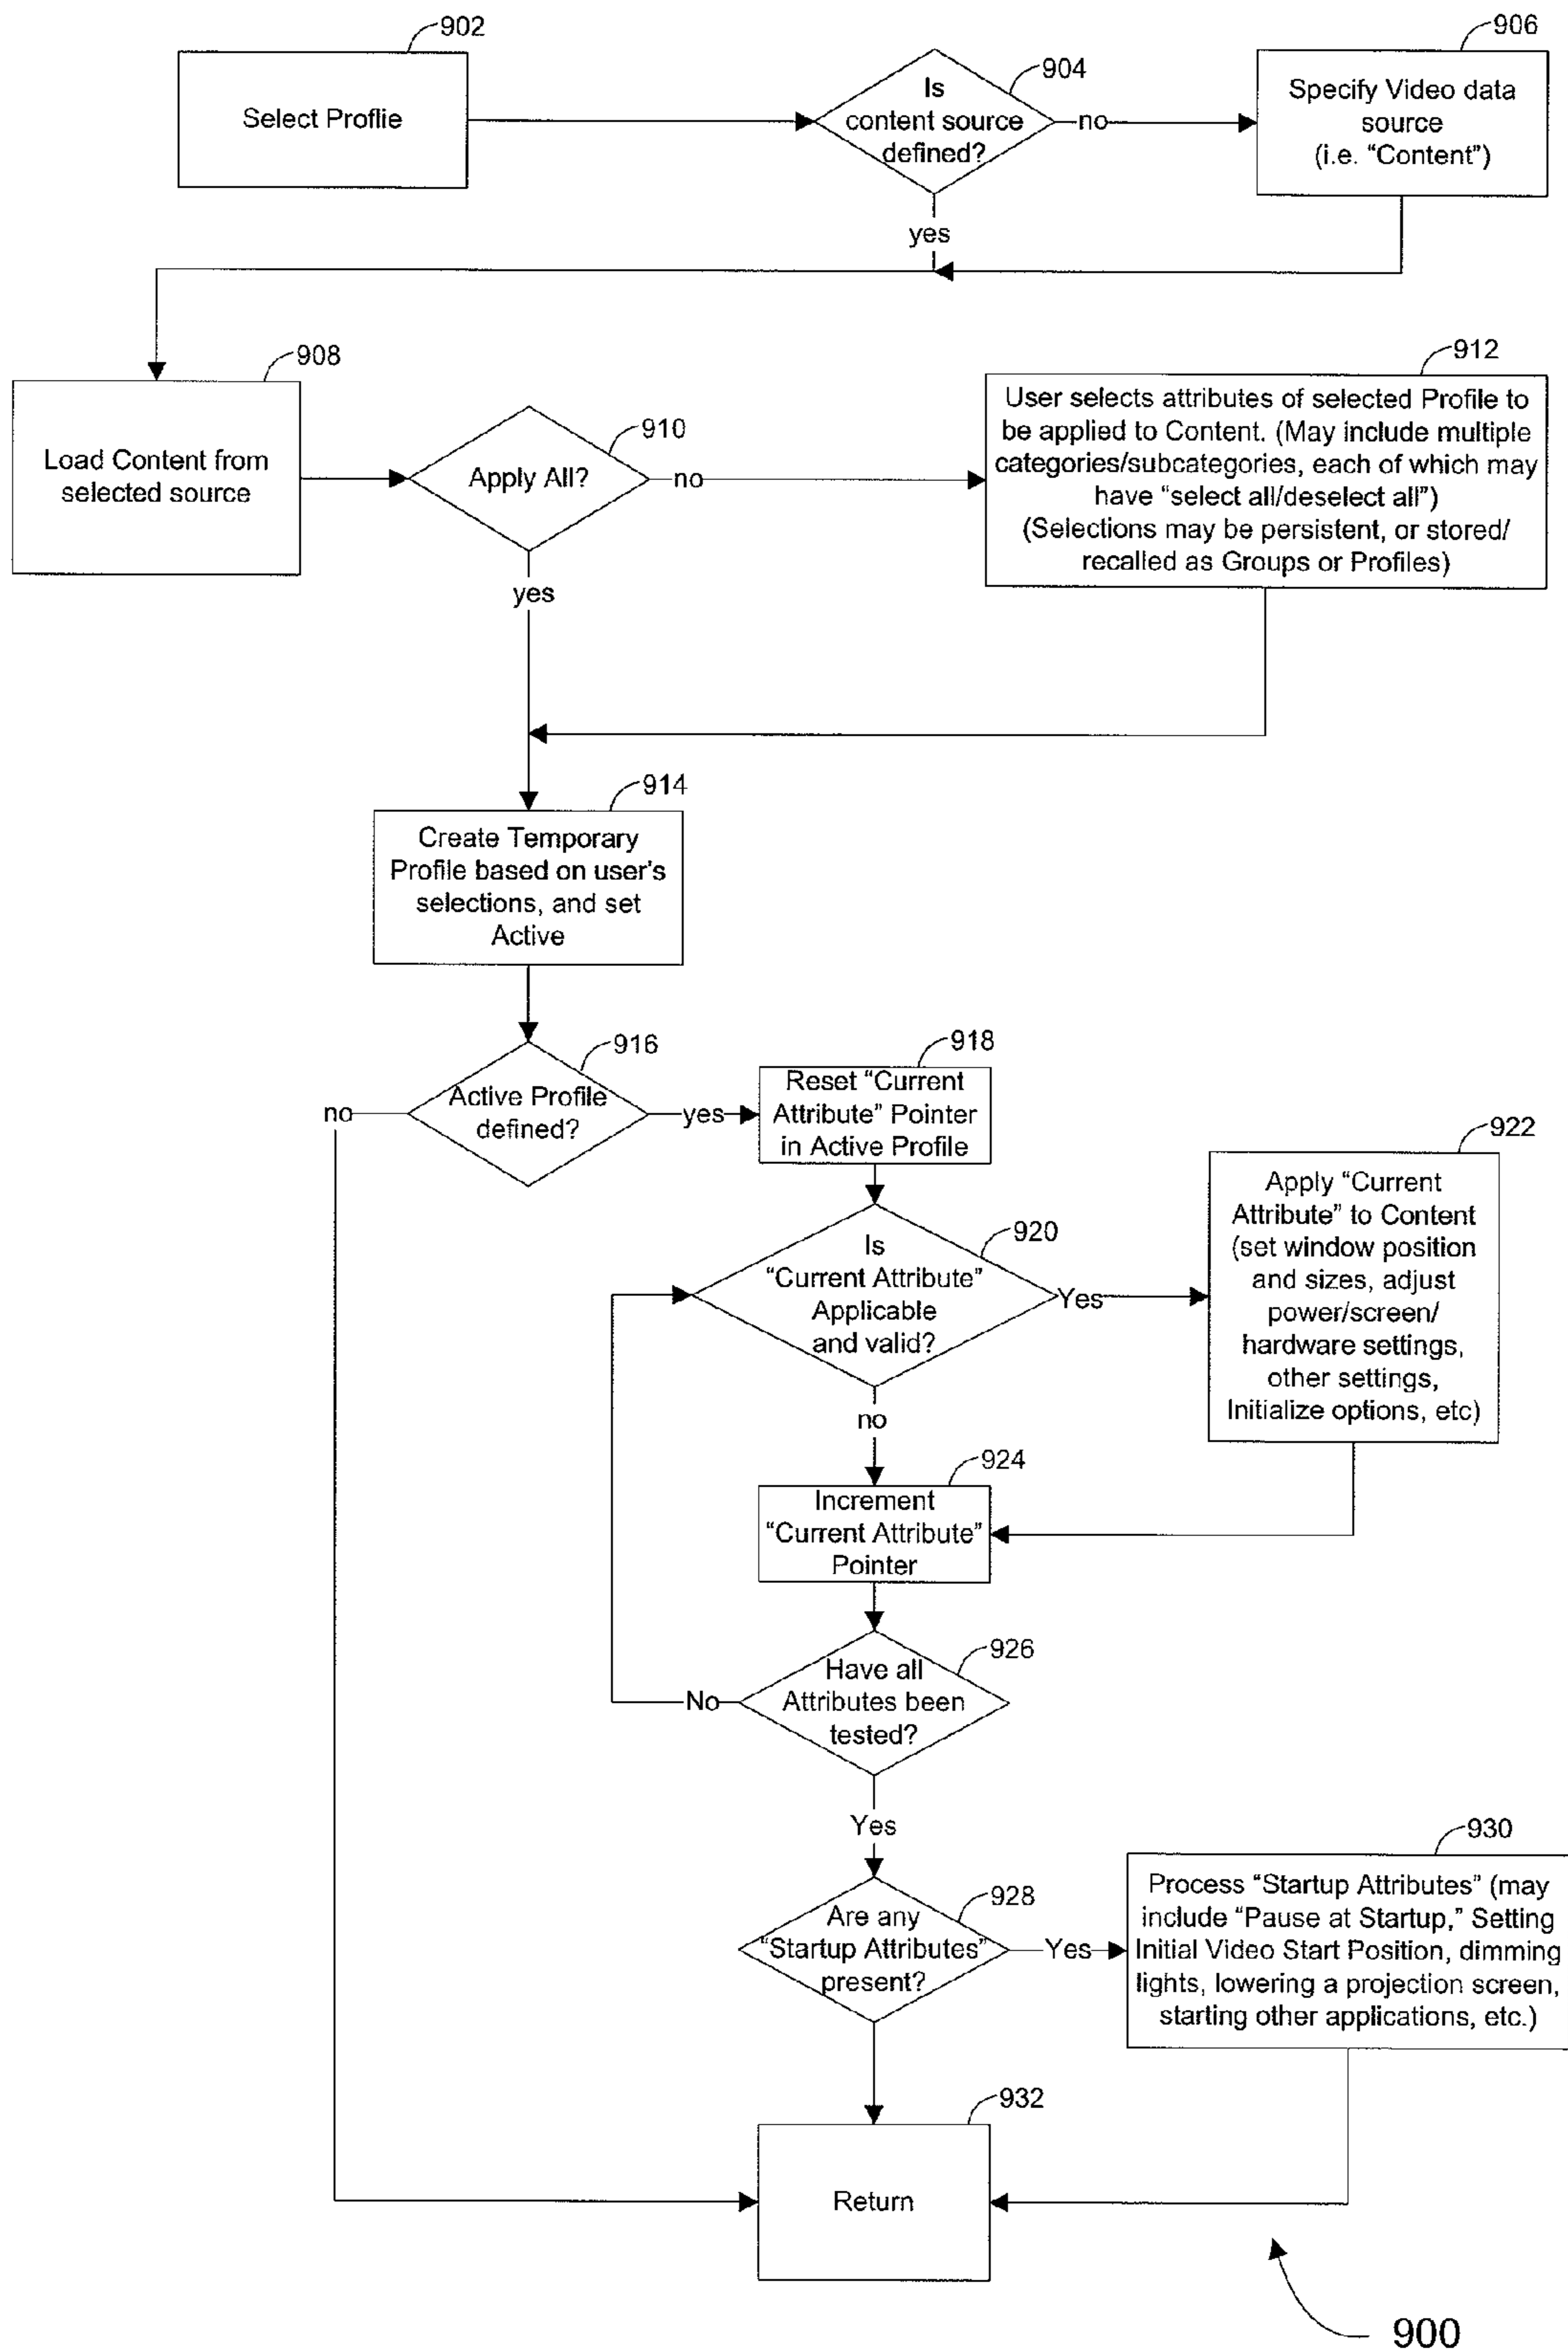 902
Select Proflie
904
Is
content source
defined?
no
yes
906
Specify Video data
source
(i.e. “Content”)
908
Load Content from
selected source
910
Apply All?
no
yes
912
User selects attributes of selected Profile to
be applied to Content. (May include multiple
categories/subcategories, each of which may
have “select all/deselect all”)
(Selections may be persistent, or stored/
recalled as Groups or Profiles)
914
Create Temporary
Profile based on user's
selections, and set
Active
916
Active Profile
defined?
no
yes
918
Reset “Current
Attribute” Pointer
in Active Profile
920
Is
“Current Attribute”
Applicable
and valid?
Yes
no
922
Apply “Current
Attribute” to Content
(set window position
and sizes, adjust
power/screen/
hardware settings,
other settings,
Initialize options, etc)
924
Increment
“Current Attribute”
Pointer
926
Have all
Attributes been
tested?
No
Yes
928
Are any
“Startup Attributes”
present?
Yes
930
Process “Startup Attributes” (may
include “Pause at Startup,” Setting
Initial Video Start Position, dimming
lights, lowering a projection screen,
starting other applications, etc.)
932
Return
900